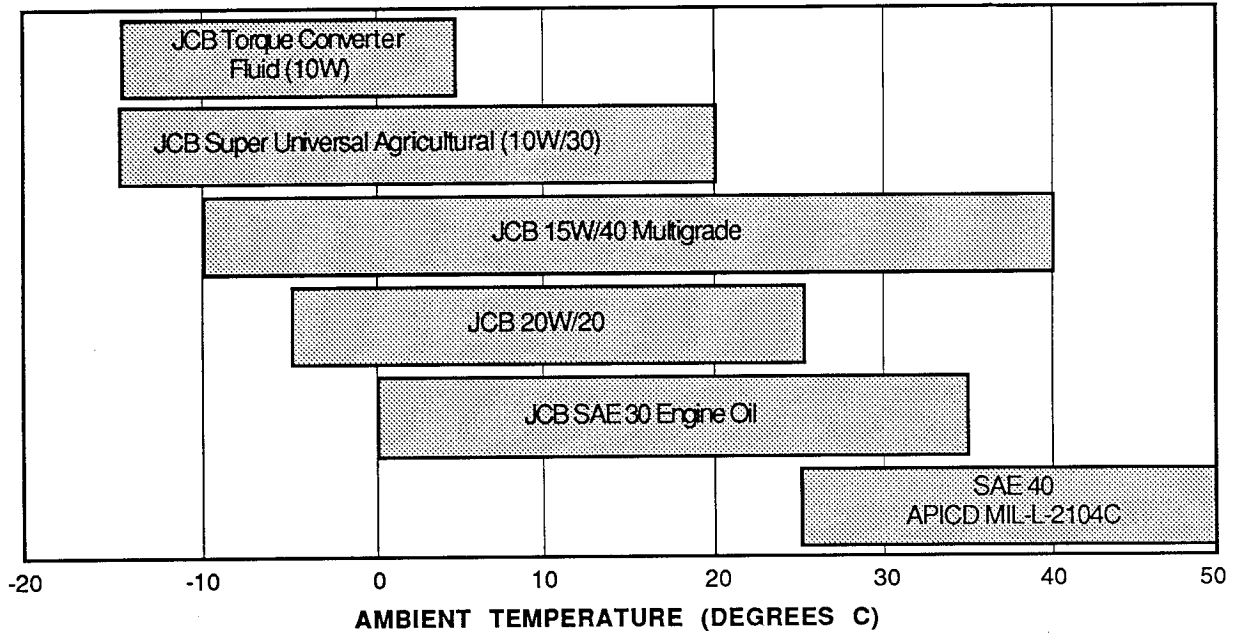 JCB Torque Converter
Fluid (10W)
JCB Super Universal Agricultural (10W/30)
JCB 15W/40 Multigrade
JCB 20W/20
JCB SAE 30 Engine Oil
SAE 40
APICD MIL-L-2104C
-20 -10 0 10 20 30 40 50
AMBIENT TEMPERATURE (DEGREES C)